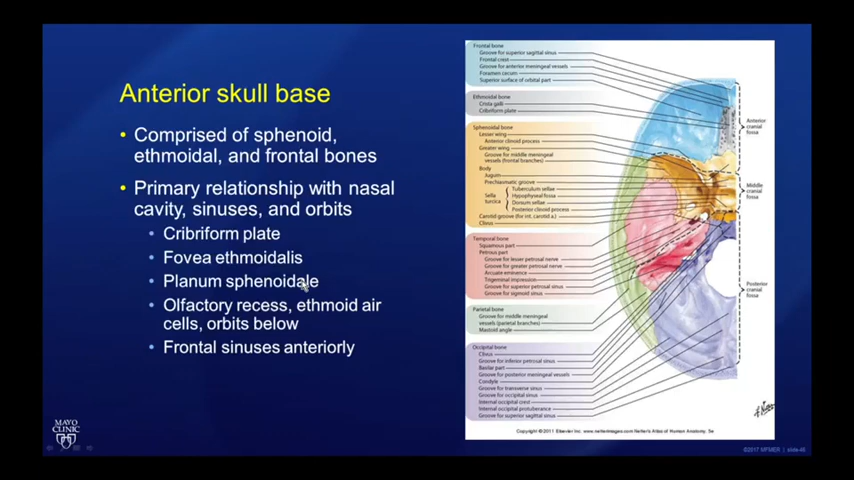 Anterior skull base
• Comprised of sphenoid,
ethmoidal, and frontal bones
• Primary relationship with nasal
cavity, sinuses, and orbits
• Cribriform plate
• Fovea ethmoidalis
• Planum sphenoidale
• Olfactory recess, ethmoid air
cells, orbits below
• Frontal sinuses anteriorly
MAYO
CLINIC
Frontal bone
Groove for superior sagittal sinus
Frontal crest
Groove for anterior meningeal vessels
Foramen cecum
Superior surface of orbital part
Ethmoidal bone
Crista galli
Cribriform plate
Sphenoidal bone
Lesser wing
Anterior clinoid process
Greater wing
Groove for middle meningeal
vessels (frontal branches)
Body
Jugum
Prechiasmatic groove
Sella
turcica
Tuberculum sellae
Hypophyseal fossa
Dorsum sellae
Posterior clinoid process
Carotid groove (for int. carotid a.)
Clivus
Temporal bone
Squamous part
Petrous part
Groove for lesser petrosal nerve
Groove for greater petrosal nerve
Arcuate eminence
Trigeminal impression
Groove for superior petrosal sinus
Groove for sigmoid sinus
Parietal bone
Groove for middle meningeal
vessels (parietal branches)
Mastoid angle
Occipital bone
Clivus
Groove for inferior petrosal sinus
Basilar part
Groove for posterior meningeal vessels
Condyle
Groove for transverse sinus
Groove for occipital sinus
Internal occipital crest
Internal occipital protuberance
Groove for superior sagittal sinus
Anterior
cranial
fossa
Middle
cranial
fossa
Posterior
cranial
fossa
Copyright ©2011 Elsevier Inc. www.netterimages.com Netter's Atlas of Human Anatomy, 5e
©2017 MFMER | slide-46